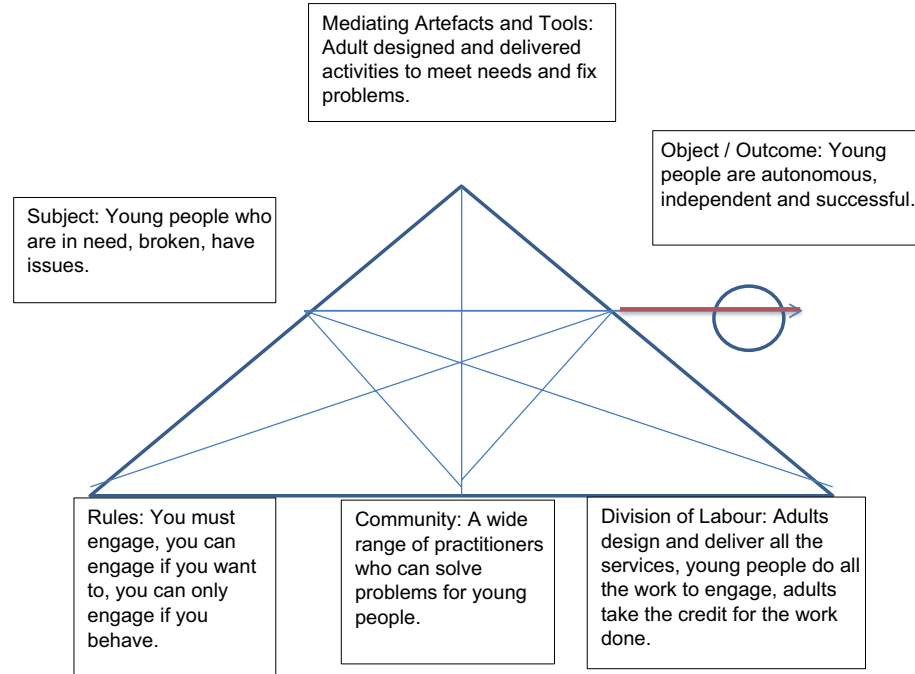 Mediating Artefacts and Tools:
Adult designed and delivered
activities to meet needs and fix
problems.
Object / Outcome: Young
people are autonomous,
independent and successful.
Subject: Young people who
are in need, broken, have
issues.
Rules: You must
engage, you can
engage if you want
to, you can only
engage if you
behave.
Community: A wide
range of practitioners
who can solve
problems for young
people.
Division of Labour: Adults
design and deliver all the
services, young people do all
the work to engage, adults
take the credit for the work
done.